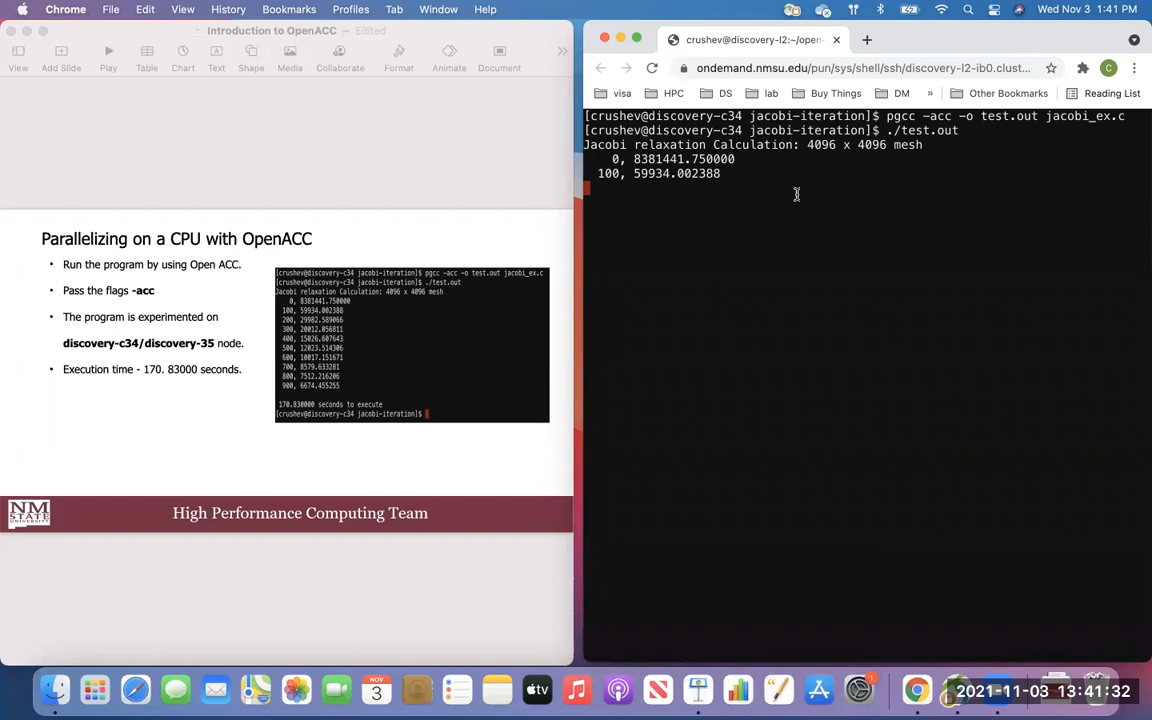 Chrome File Edit View History Bookmarks Profiles Tab Window Help Wed Nov 3 1:41 PM
Introduction to OpenACC — Edited
View Add Slide Play Table Chart Text Shape Media Collaborate Format Animate Document
Parallelizing on a CPU with OpenACC
• Run the program by using Open ACC.
• Pass the flags -acc
• The program is experimented on
discovery-c34/discovery-35 node.
• Execution time - 170. 83000 seconds.
[crushev@discovery-c34 jacobi-iteration]$ pgcc -acc -o test.out jacobi_ex.c
[crushev@discovery-c34 jacobi-iteration]$ ./test.out
Jacobi relaxation Calculation: 4096 x 4096 mesh
0, 8381441.750000
100, 59934.002388
200, 29982.589066
300, 20012.056811
400, 15026.607643
500, 12023.514306
600, 10017.151671
700, 8579.633281
800, 7512.216206
900, 6674.455255
170.830000 seconds to execute
[crushev@discovery-c34 jacobi-iteration]$
NM
STATE
High Performance Computing Team
crushev@discovery-l2:~/open-
ondemand.nmsu.edu/pun/sys/shell/ssh/discovery-l2-ib0.clust...
C
visa HPC DS lab Buy Things DM » Other Bookmarks Reading List
[crushev@discovery-c34 jacobi-iteration]$ pgcc -acc -o test.out jacobi_ex.c
[crushev@discovery-c34 jacobi-iteration]$ ./test.out
Jacobi relaxation Calculation: 4096 x 4096 mesh
0, 8381441.750000
100, 59934.002388
NOV
3
tv
1
2021-11-03 13:41:32